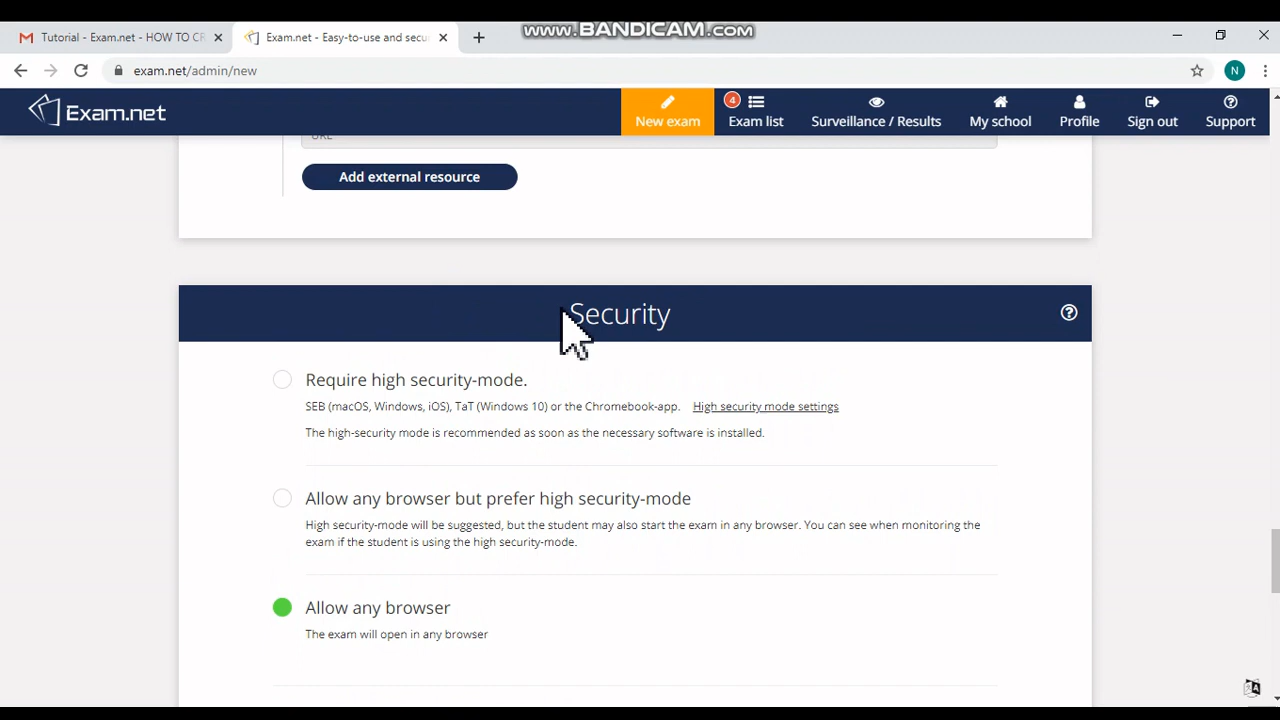 www.BANDICAM.com
Tutorial - Exam.net - HOW TO CR
Exam.net - Easy-to-use and secu
exam.net/admin/new
N
Exam.net
New exam
4
Exam list
Surveillance / Results
My school
Profile
Sign out
Support
URL
Add external resource
Security
Require high security-mode.
SEB (macOS, Windows, iOS), TaT (Windows 10) or the Chromebook-app. High security mode settings
The high-security mode is recommended as soon as the necessary software is installed.
Allow any browser but prefer high security-mode
High security-mode will be suggested, but the student may also start the exam in any browser. You can see when monitoring the
exam if the student is using the high security-mode.
Allow any browser
The exam will open in any browser